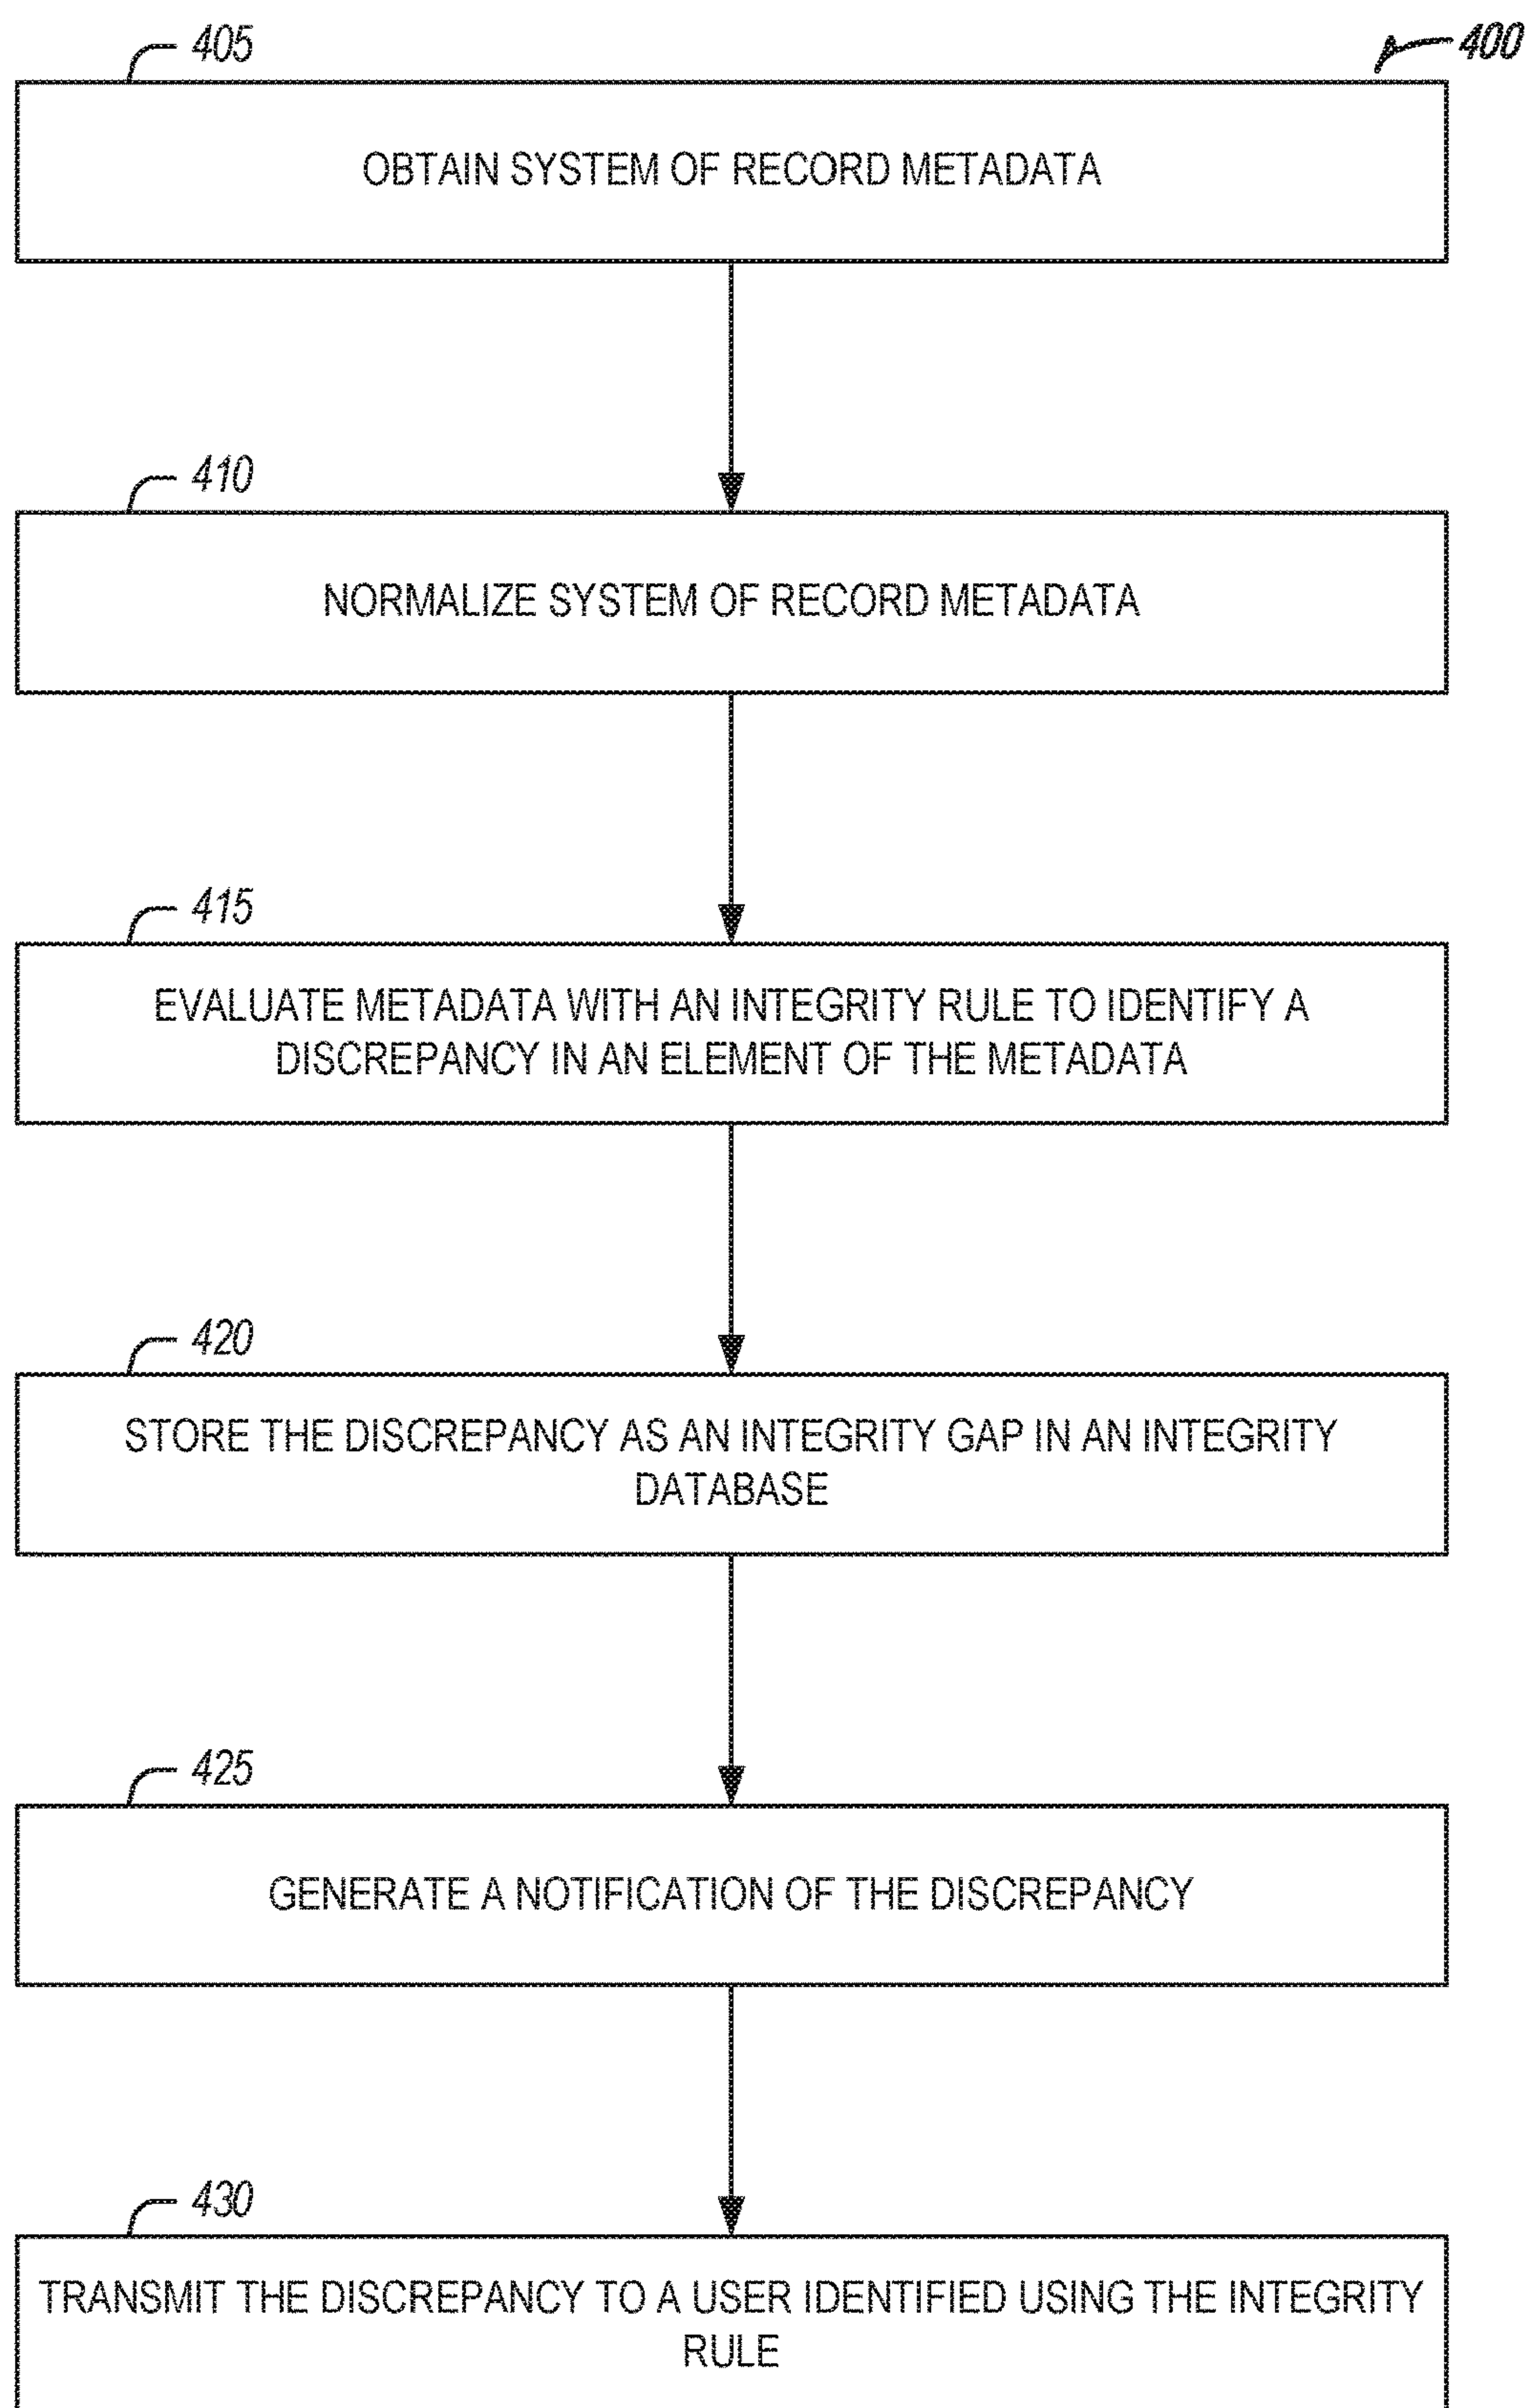 405
400
OBTAIN SYSTEM OF RECORD METADATA
410
NORMALIZE SYSTEM OF RECORD METADATA
415
EVALUATE METADATA WITH AN INTEGRITY RULE TO IDENTIFY A
DISCREPANCY IN AN ELEMENT OF THE METADATA
420
STORE THE DISCREPANCY AS AN INTEGRITY GAP IN AN INTEGRITY
DATABASE
425
GENERATE A NOTIFICATION OF THE DISCREPANCY
430
TRANSMIT THE DISCREPANCY TO A USER IDENTIFIED USING THE INTEGRITY
RULE